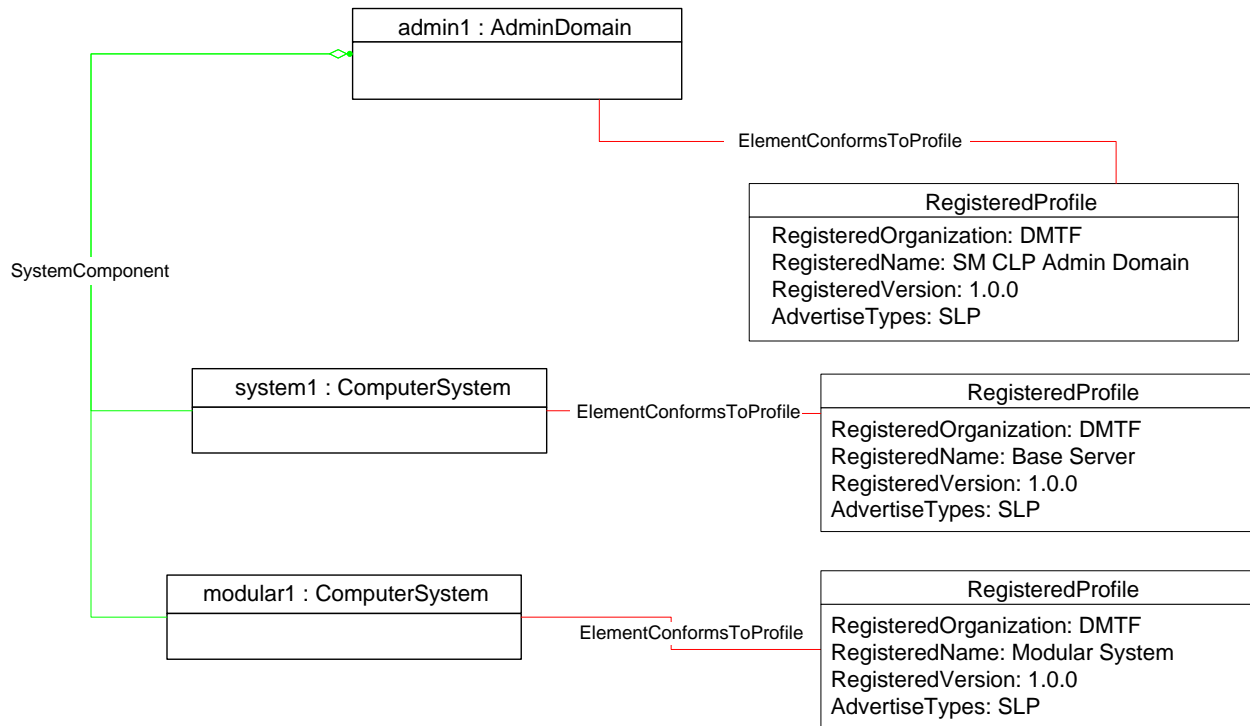 admin1 : AdminDomain
ElementConformsToProfile
RegisteredProfile
RegisteredOrganization: DMTF
RegisteredName: SM CLP Admin Domain
RegisteredVersion: 1.0.0
AdvertiseTypes: SLP
SystemComponent
system1 : ComputerSystem
ElementConformsToProfile
RegisteredProfile
RegisteredOrganization: DMTF
RegisteredName: Base Server
RegisteredVersion: 1.0.0
AdvertiseTypes: SLP
modular1 : ComputerSystem
ElementConformsToProfile
RegisteredProfile
RegisteredOrganization: DMTF
RegisteredName: Modular System
RegisteredVersion: 1.0.0
AdvertiseTypes: SLP